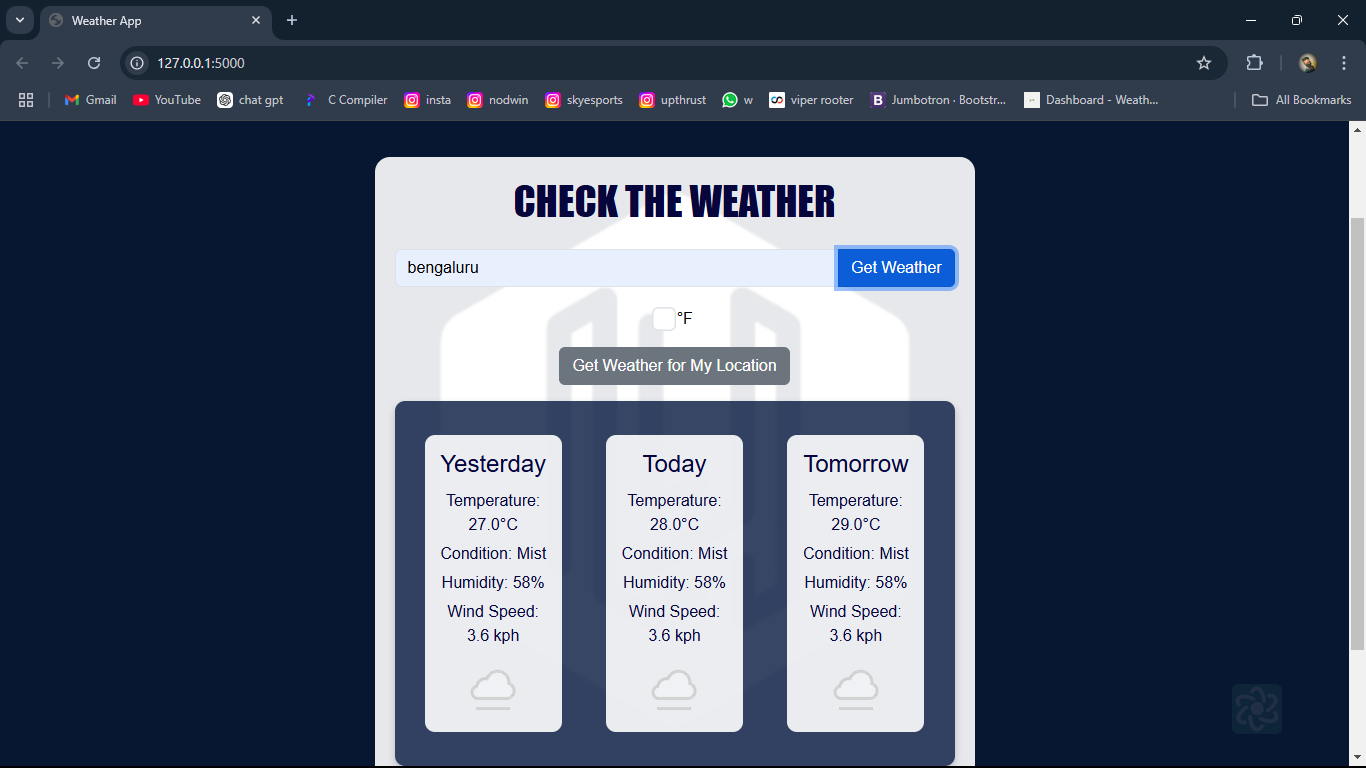 Weather App
127.0.0.1:5000
Gmail YouTube chat gpt C Compiler insta nodwin skyesports upthrust w viper rooter B Jumbotron · Bootstr... Dashboard - Weath... All Bookmarks
CHECK THE WEATHER
bengaluru Get Weather
°F
Get Weather for My Location
Yesterday
Temperature:
27.0°C
Condition: Mist
Humidity: 58%
Wind Speed:
3.6 kph
Today
Temperature:
28.0°C
Condition: Mist
Humidity: 58%
Wind Speed:
3.6 kph
Tomorrow
Temperature:
29.0°C
Condition: Mist
Humidity: 58%
Wind Speed:
3.6 kph